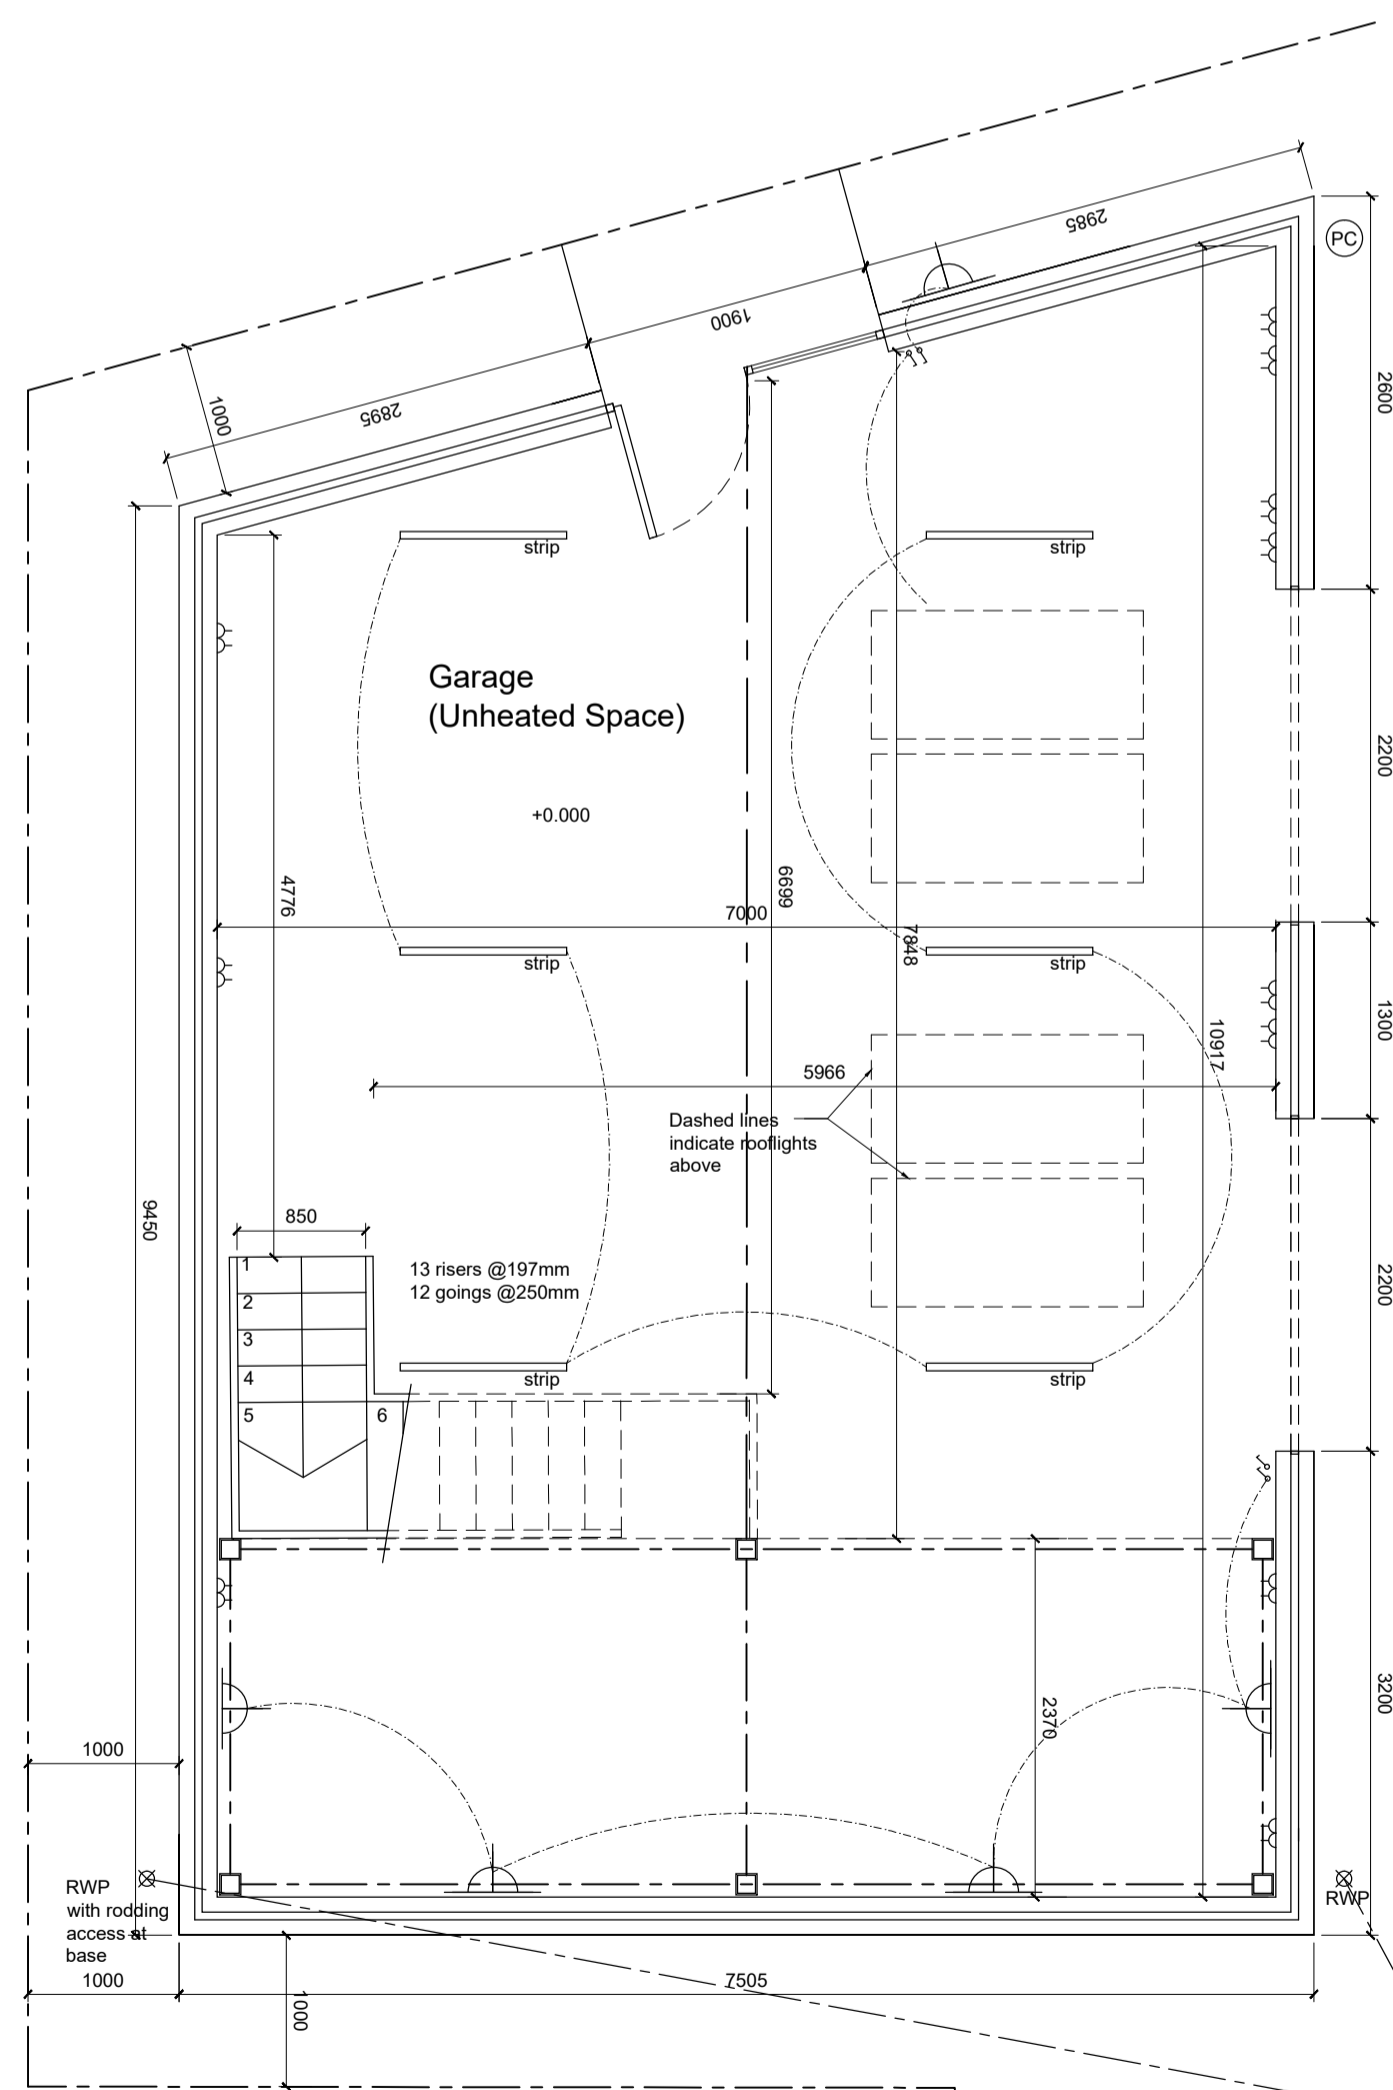 2985
PC
1900
2895
1000
2600
strip
strip
Garage
(Unheated Space)
2200
+0.000
4776
6699
7000
7848
strip
strip
10917
1300
5966
Dashed lines
indicate rooflights
above
9450
850
13 risers @197mm
12 goings @250mm
1
2
3
4
5
6
2200
strip
strip
3200
2370
1000
RWP
with rodding
access at
base
RWP
1000
7505
1000